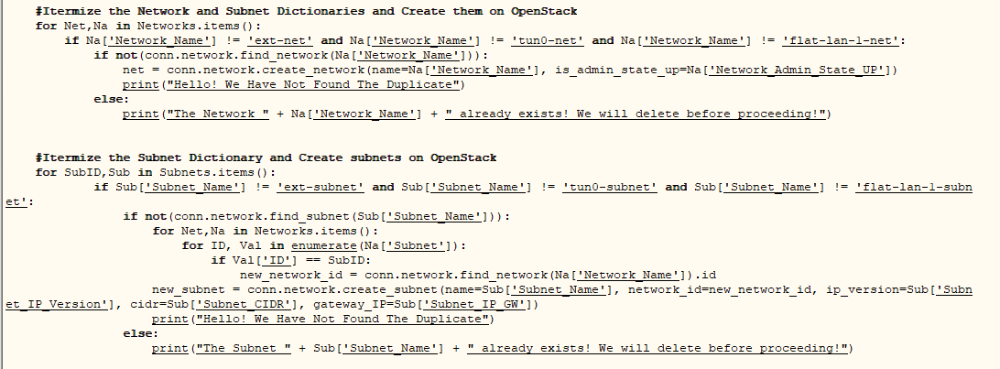 #Itermize the Network and Subnet Dictionaries and Create them on OpenStack
for Net,Na in Networks.items():
if Na['Network_Name'] != 'ext-net' and Na['Network_Name'] != 'tun0-net' and Na['Network_Name'] != 'flat-lan-1-net':
if not(conn.network.find_network(Na['Network_Name'])):
net = conn.network.create_network(name=Na['Network_Name'], is_admin_state_up=Na['Network_Admin_State_UP'])
print("Hello! We Have Not Found The Duplicate")
else:
print("The Network " + Na['Network_Name'] + " already exists! We will delete before proceeding!")
#Itermize the Subnet Dictionary and Create subnets on OpenStack
for SubID,Sub in Subnets.items():
if Sub['Subnet_Name'] != 'ext-subnet' and Sub['Subnet_Name'] != 'tun0-subnet' and Sub['Subnet_Name'] != 'flat-lan-1-subn
et':
if not(conn.network.find_subnet(Sub['Subnet_Name'])):
for Net,Na in Networks.items():
for ID, Val in enumerate(Na['Subnet']):
if Val['ID'] == SubID:
new_network_id = conn.network.find_network(Na['Network_Name']).id
new_subnet = conn.network.create_subnet(name=Sub['Subnet_Name'], network_id=new_network_id, ip_version=Sub['Subn
et_IP_Version'], cidr=Sub['Subnet_CIDR'], gateway_IP=Sub['Subnet_IP_GW'])
print("Hello! We Have Not Found The Duplicate")
else:
print("The Subnet " + Sub['Subnet_Name'] + " already exists! We will delete before proceeding!")